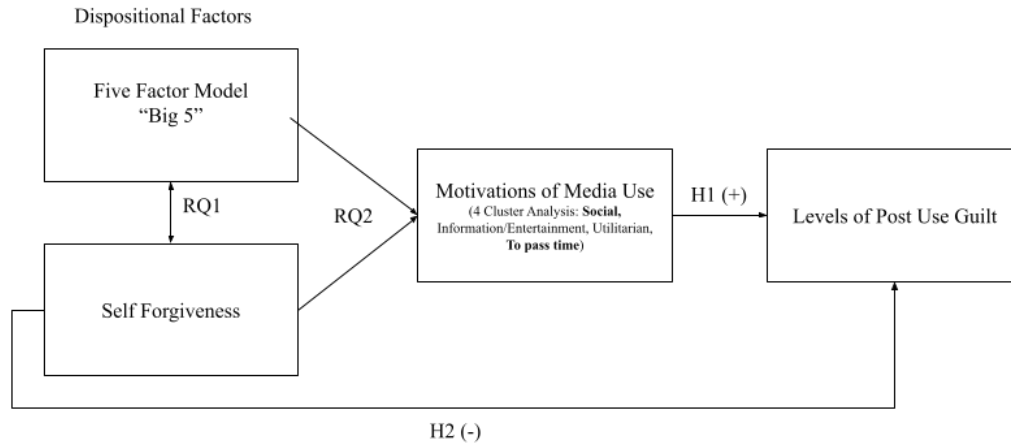 Dispositional Factors
Five Factor Model
“Big 5”
RQ1
RQ2
Self Forgiveness
Motivations of Media Use
(4 Cluster Analysis: Social,
Information/Entertainment, Utilitarian,
To pass time)
H1 (+)
Levels of Post Use Guilt
H2 (-)